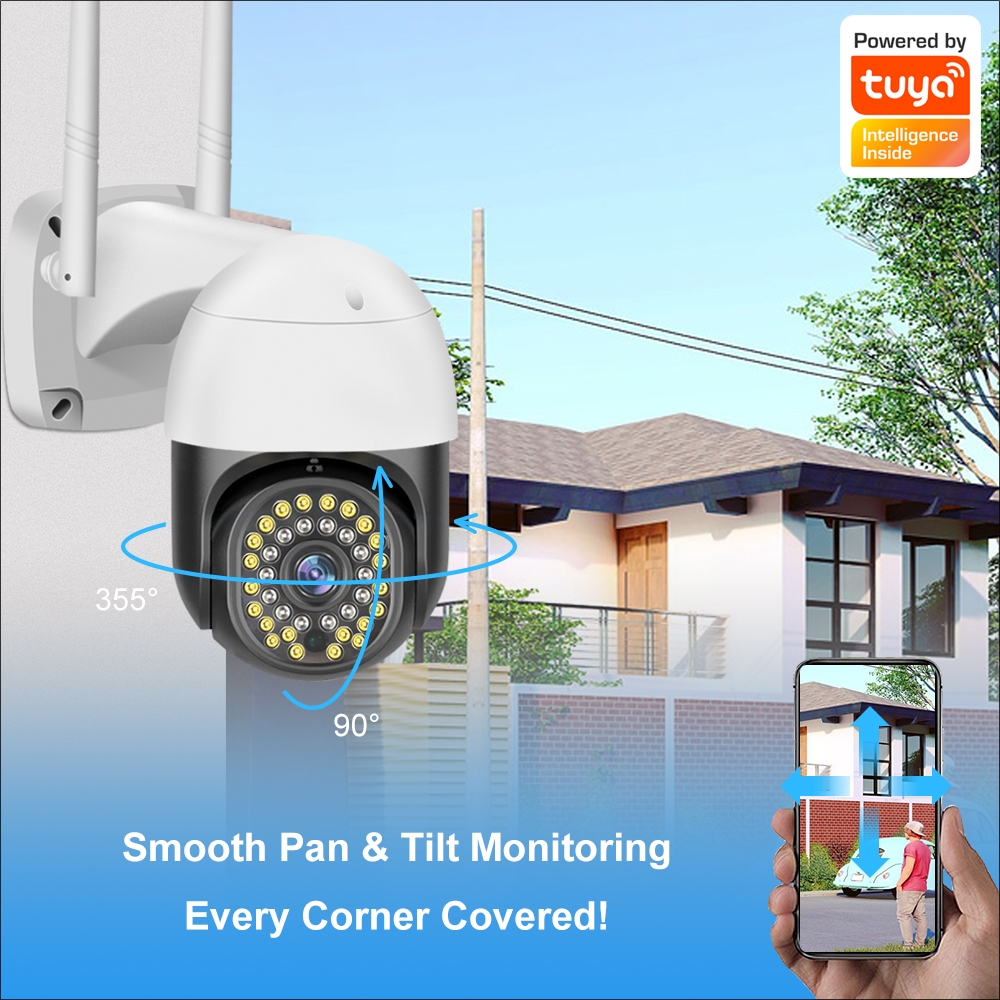 Powered by
tuya
Intelligence
Inside
355°
90°
Smooth Pan & Tilt Monitoring
Every Corner Covered!